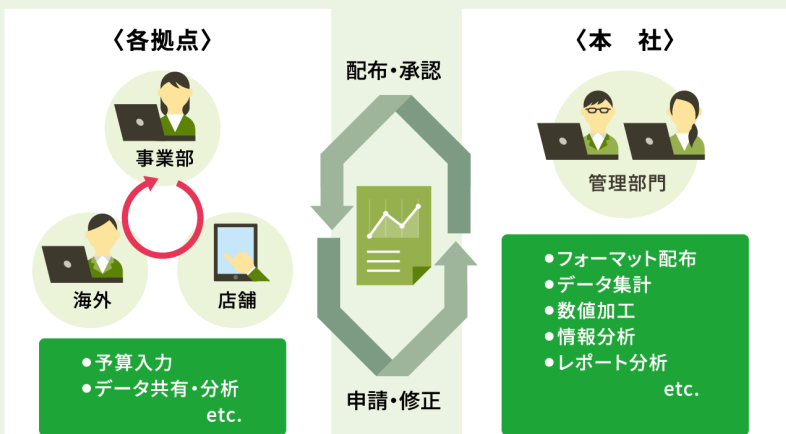 〈各拠点〉
事業部
海外
店舗
●予算入力
●データ共有・分析
etc.
配布・承認
申請・修正
〈本　社〉
管理部門
●フォーマット配布
●データ集計
●数値加工
●情報分析
●レポート分析
etc.